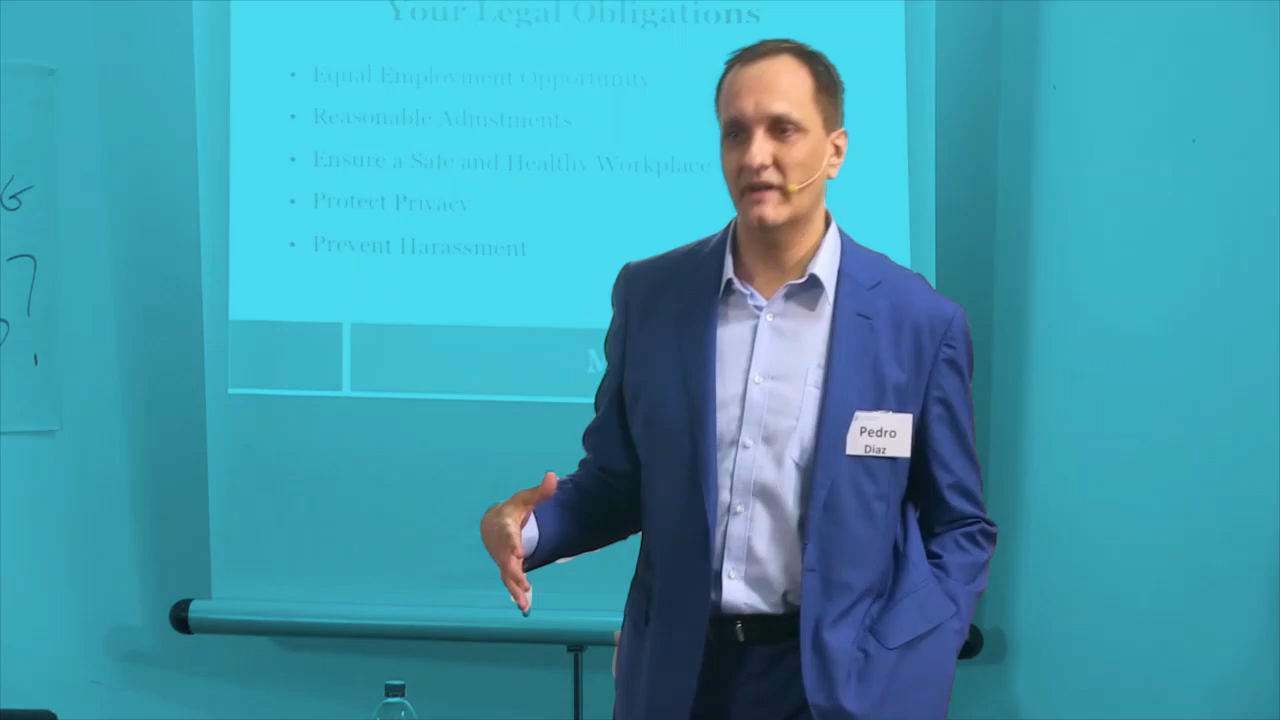 Your Legal Obligations
• Equal Employment Opportunity
• Reasonable Adjustments
• Ensure a Safe and Healthy Workplace
• Protect Privacy
• Prevent Harassment
M
G
7
?.
Pedro
Diaz